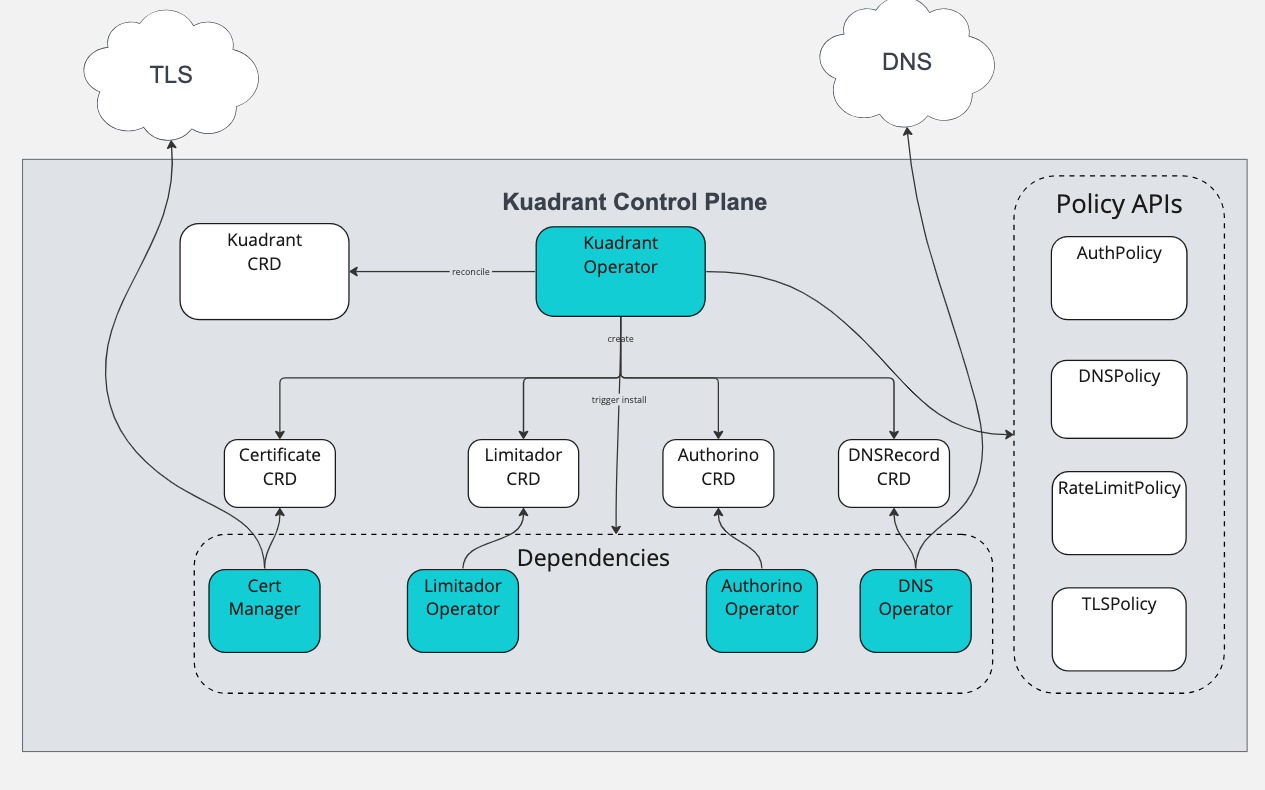 TLS
DNS
Kuadrant Control Plane
Policy APIs
Kuadrant
CRD
reconcile
Kuadrant
Operator
AuthPolicy
create
DNSPolicy
trigger install
Certificate
CRD
Limitador
CRD
Authorino
CRD
DNSRecord
CRD
RateLimitPolicy
Dependencies
Cert
Manager
Limitador
Operator
Authorino
Operator
DNS
Operator
TLSPolicy